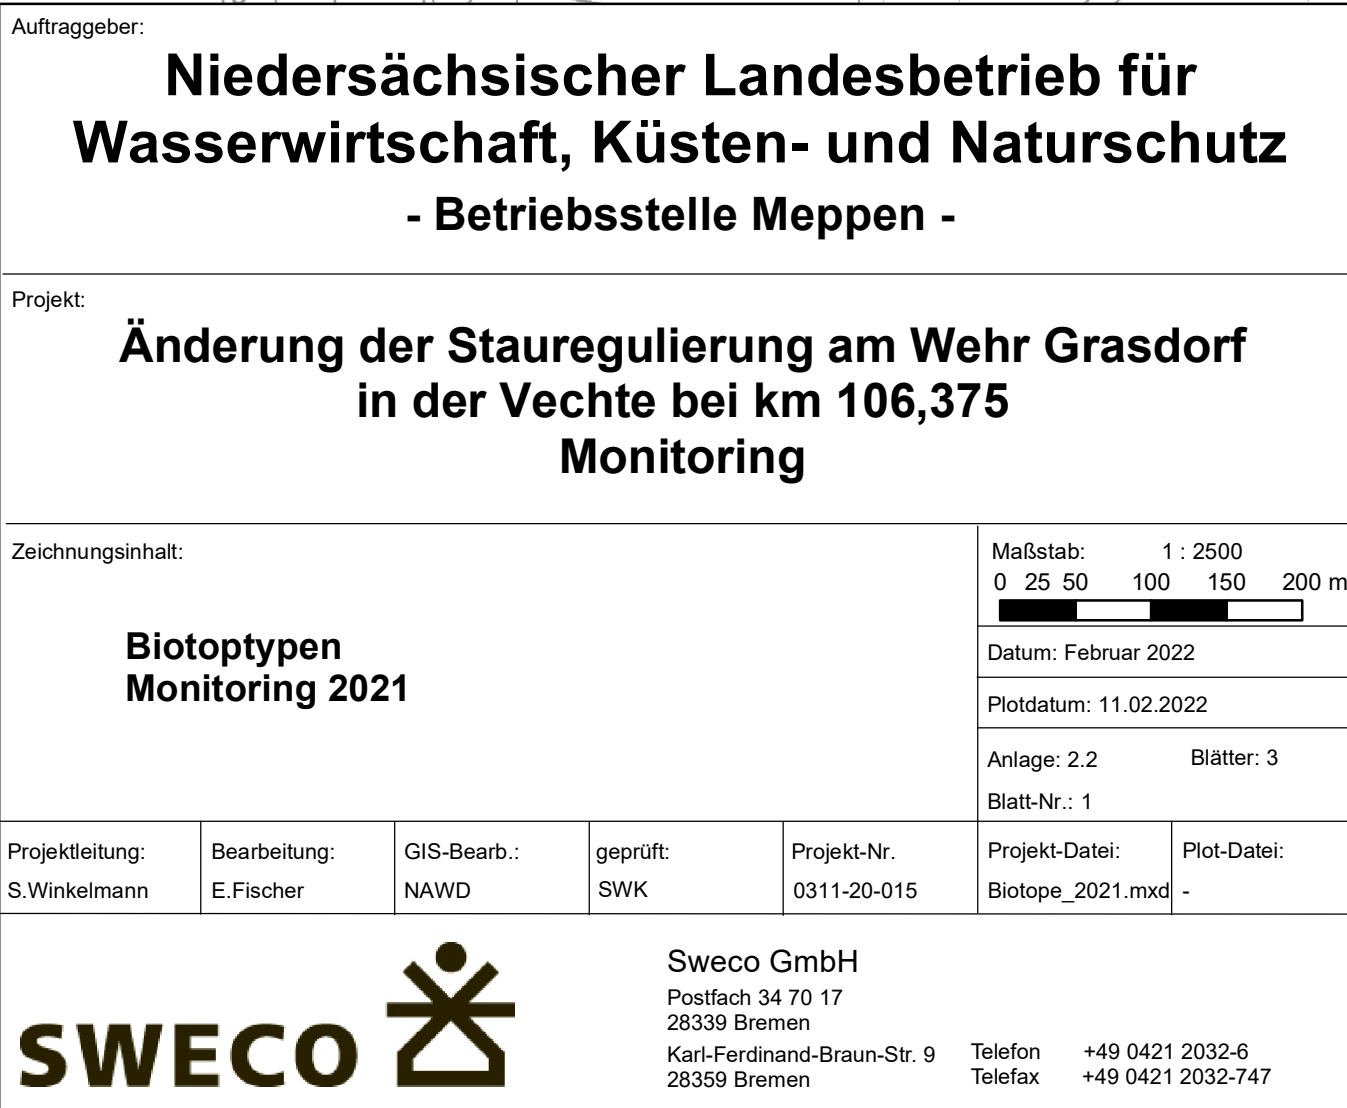 Auftraggeber:
Niedersächsischer Landesbetrieb für
Wasserwirtschaft, Küsten- und Naturschutz
- Betriebsstelle Meppen -
Projekt:
Änderung der Stauregulierung am Wehr Grasdorf
in der Vechte bei km 106,375
Monitoring
Zeichnungsinhalt:
Biotoptypen
Monitoring 2021
Maßstab: 1 : 2500
0 25 50 100 150 200 m
Datum: Februar 2022
Plotdatum: 11.02.2022
Anlage: 2.2 Blätter: 3
Blatt-Nr.: 1
Projektleitung:
S.Winkelmann
Bearbeitung:
E.Fischer
GIS-Bearb.:
NAWD
geprüft:
SWK
Projekt-Nr.
0311-20-015
Projekt-Datei:
Biotope_2021.mxd
Plot-Datei:
-
SWECO
Sweco GmbH
Postfach 34 70 17
28339 Bremen
Karl-Ferdinand-Braun-Str. 9
28359 Bremen
Telefon +49 0421 2032-6
Telefax +49 0421 2032-747